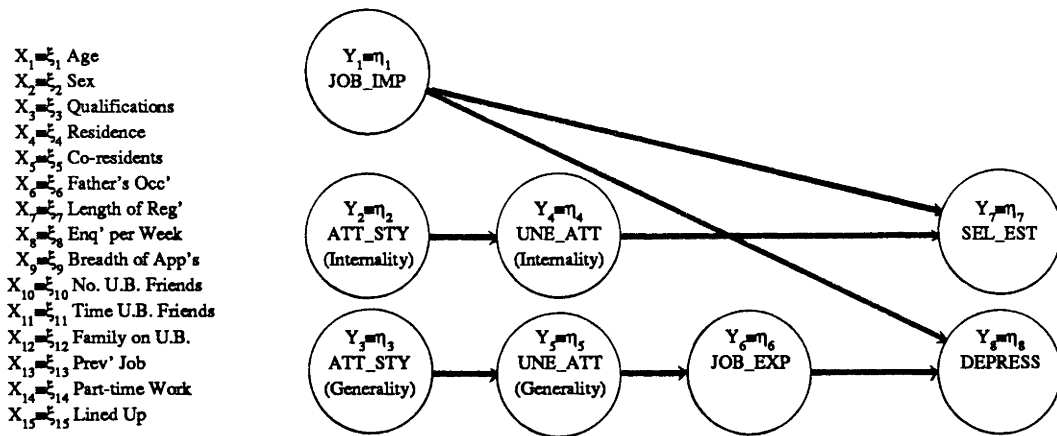 X₁≡ξ₁ Age
X₂≡ξ₂ Sex
X₃≡ξ₃ Qualifications
X₄≡ξ₄ Residence
X₅≡ξ₅ Co-residents
X₆≡ξ₆ Father's Occ'
X₇≡ξ₇ Length of Reg'
X₈≡ξ₈ Enq' per Week
X₉≡ξ₉ Breadth of App's
X₁₀≡ξ₁₀ No. U.B. Friends
X₁₁≡ξ₁₁ Time U.B. Friends
X₁₂≡ξ₁₂ Family on U.B.
X₁₃≡ξ₁₃ Prev' Job
X₁₄≡ξ₁₄ Part-time Work
X₁₅≡ξ₁₅ Lined Up
Y₁≡η₁
JOB_IMP
Y₂≡η₂
ATT_STY
(Internality)
Y₄≡η₄
UNE_ATT
(Internality)
Y₇≡η₇
SEL_EST
Y₃≡η₃
ATT_STY
(Generality)
Y₅≡η₅
UNE_ATT
(Generality)
Y₆≡η₆
JOB_EXP
Y₈≡η₈
DEPRESS